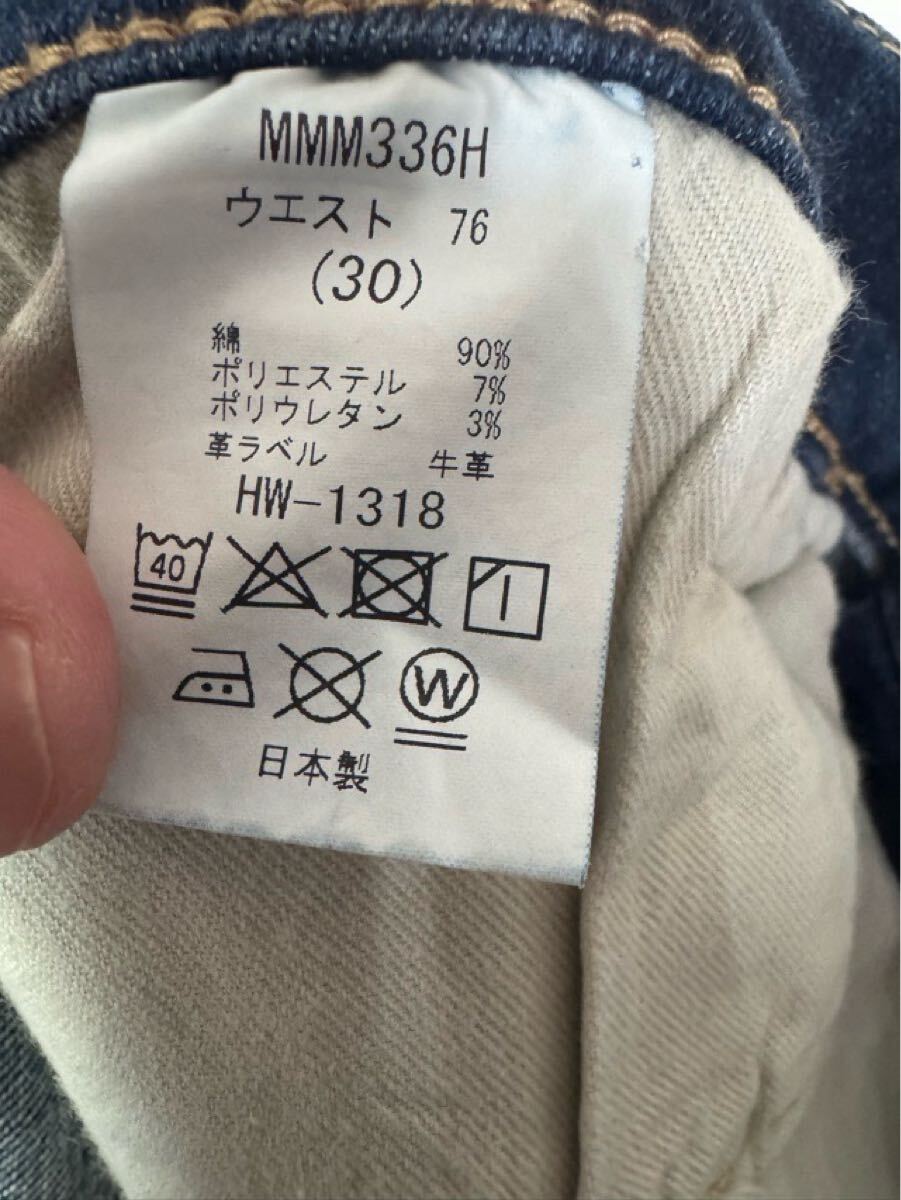 MMM336H
ウエスト 76
(30)
綿 90%
ポリエステル 7%
ポリウレタン 3%
革ラベル 牛革
HW-1318
40
W
日本製